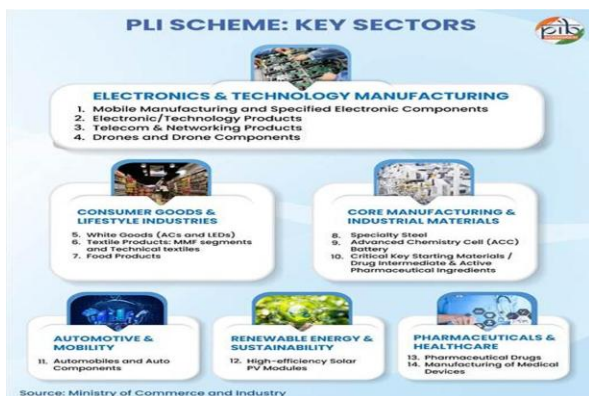 PLI SCHEME: KEY SECTORS
pib
ELECTRONICS & TECHNOLOGY MANUFACTURING
1. Mobile Manufacturing and Specified Electronic Components
2. Electronic/Technology Products
3. Telecom & Networking Products
4. Drones and Drone Components
CONSUMER GOODS &
LIFESTYLE INDUSTRIES
5. White Goods (ACs and LEDs)
6. Textile Products: MMF segments
and Technical textiles
7. Food Products
CORE MANUFACTURING &
INDUSTRIAL MATERIALS
8. Specialty Steel
9. Advanced Chemistry Cell (ACC)
Battery
10. Critical Key Starting Materials /
Drug Intermediate & Active
Pharmaceutical Ingredients
AUTOMOTIVE &
MOBILITY
11. Automobiles and Auto
Components
RENEWABLE ENERGY &
SUSTAINABILITY
12. High-efficiency Solar
PV Modules
PHARMACEUTICALS &
HEALTHCARE
13. Pharmaceutical Drugs
14. Manufacturing of Medical
Devices
Source: Ministry of Commerce and Industry